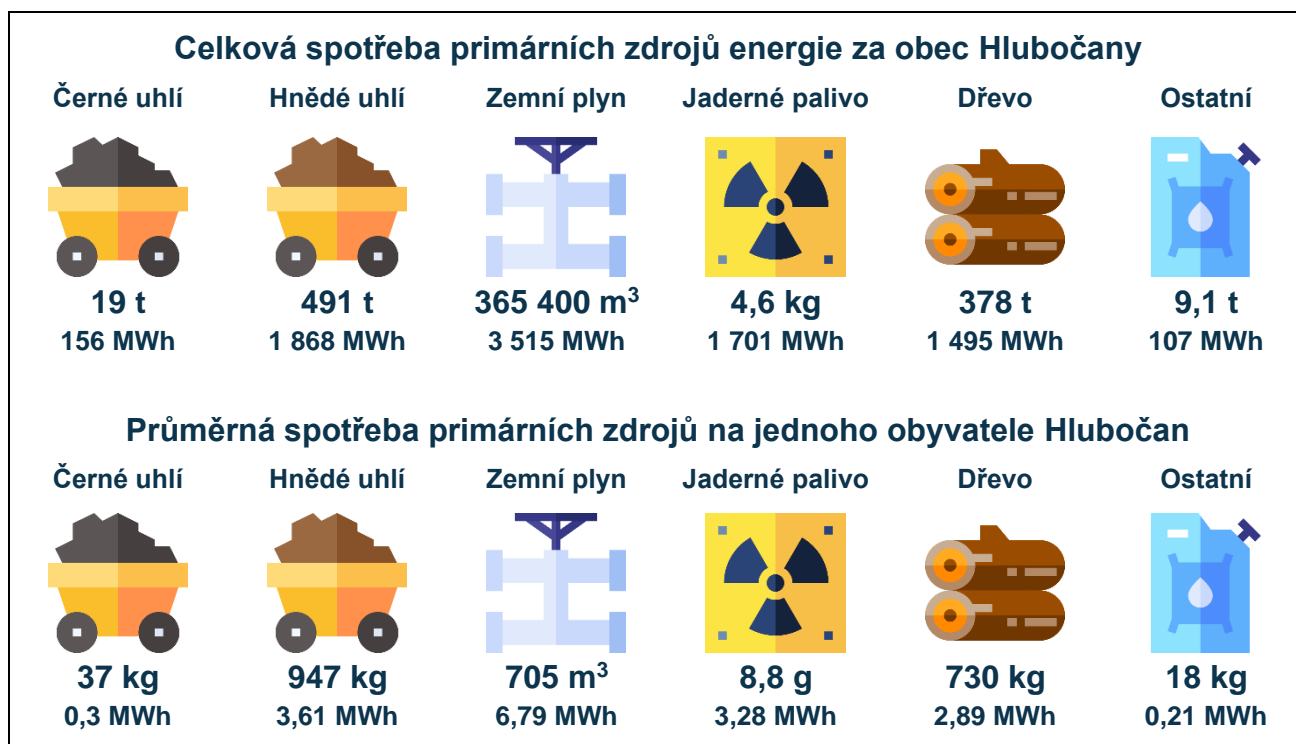 Celková spotřeba primárních zdrojů energie za obec Hlubočany
Černé uhlí Hnědé uhlí Zemní plyn Jaderné palivo Dřevo Ostatní
19 t 491 t 365 400 m³ 4,6 kg 378 t 9,1 t
156 MWh 1 868 MWh 3 515 MWh 1 701 MWh 1 495 MWh 107 MWh
Průměrná spotřeba primárních zdrojů na jednoho obyvatele Hlubočan
Černé uhlí Hnědé uhlí Zemní plyn Jaderné palivo Dřevo Ostatní
37 kg 947 kg 705 m³ 8,8 g 730 kg 18 kg
0,3 MWh 3,61 MWh 6,79 MWh 3,28 MWh 2,89 MWh 0,21 MWh